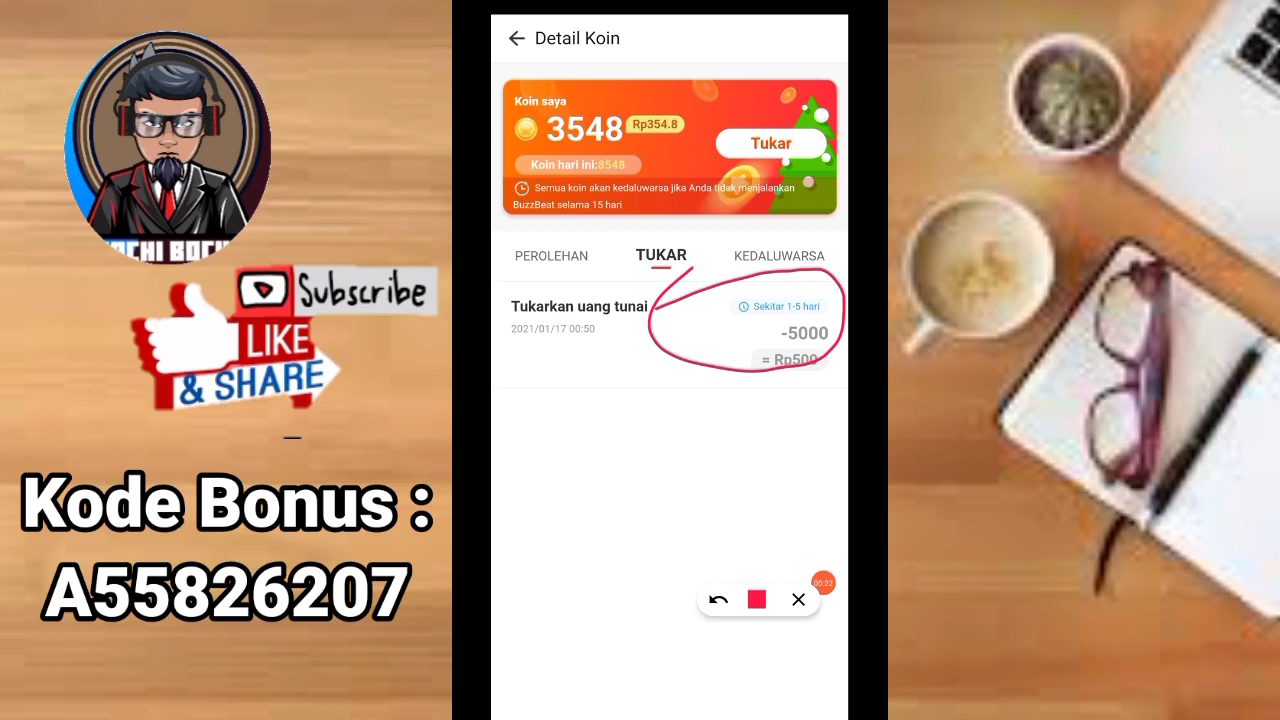 Subscribe
LIKE
& SHARE
Kode Bonus :
A55826207
Detail Koin
Koin saya
3548
Rp354.8
Tukar
Koin hari ini:8548
Semua koin akan kedaluwarsa jika Anda tidak menjalankan
BuzzBeat selama 15 hari
PEROLEHAN
TUKAR
KEDALUWARSA
Tukarkan uang tunai
Sekitar 1-5 hari
2021/01/17 00:50
-5000
= Rp500
00:22